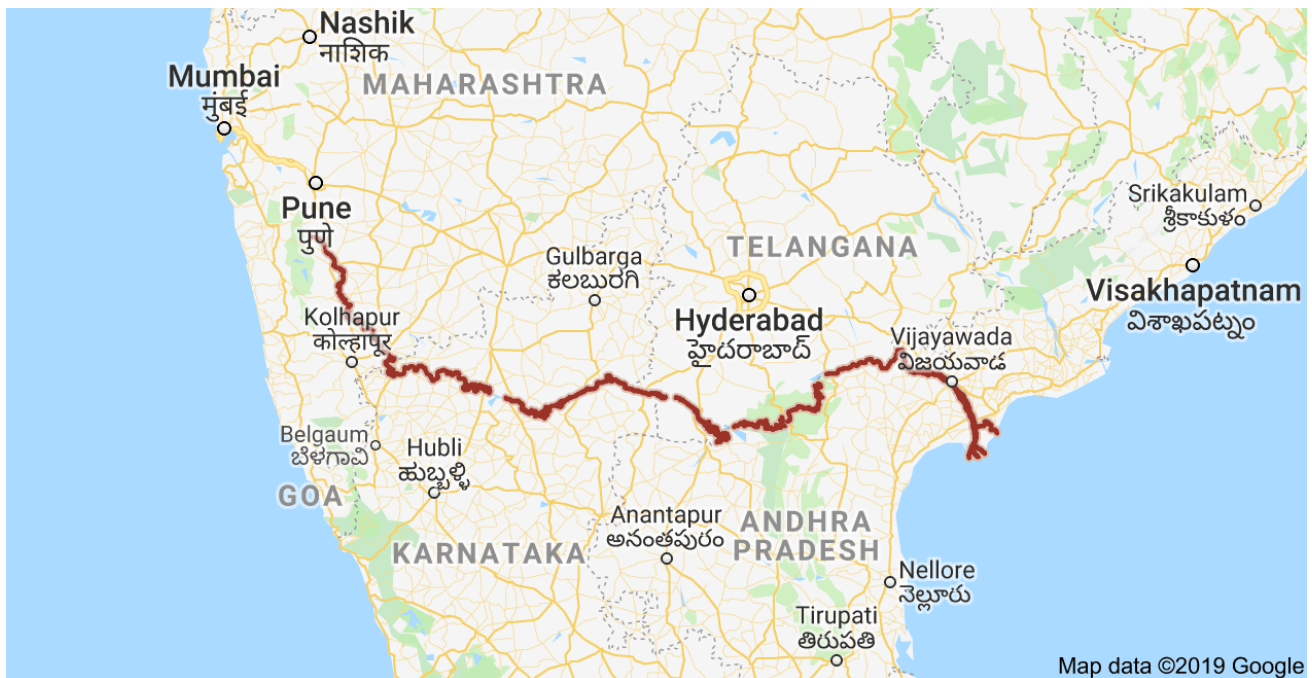 Nashik
नाशिक
Mumbai
मुंबई
MAHARASHTRA
Pune
पुणे
Srikakulam
శ్రీకాకుళం
TELANGANA
Gulbarga
ಕಲಬುರಗಿ
Visakhapatnam
విశాఖపట్నం
Kolhapur
कोल्हापूर
Hyderabad
హైదరాబాద్
Vijayawada
విజయవాడ
Belgaum
ಬೆಳಗಾವಿ
Hubli
ಹುಬ್ಬಳ್ಳಿ
GOA
Anantapur
అనంతపురం
ANDHRA
PRADESH
KARNATAKA
Nellore
నెల్లూరు
Tirupati
తిరుపతి
Map data ©2019 Google